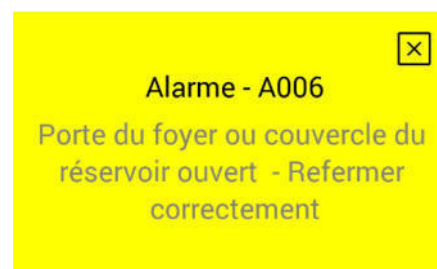 Alarme - A006
Porte du foyer ou couvercle du
réservoir ouvert - Refermer
correctement